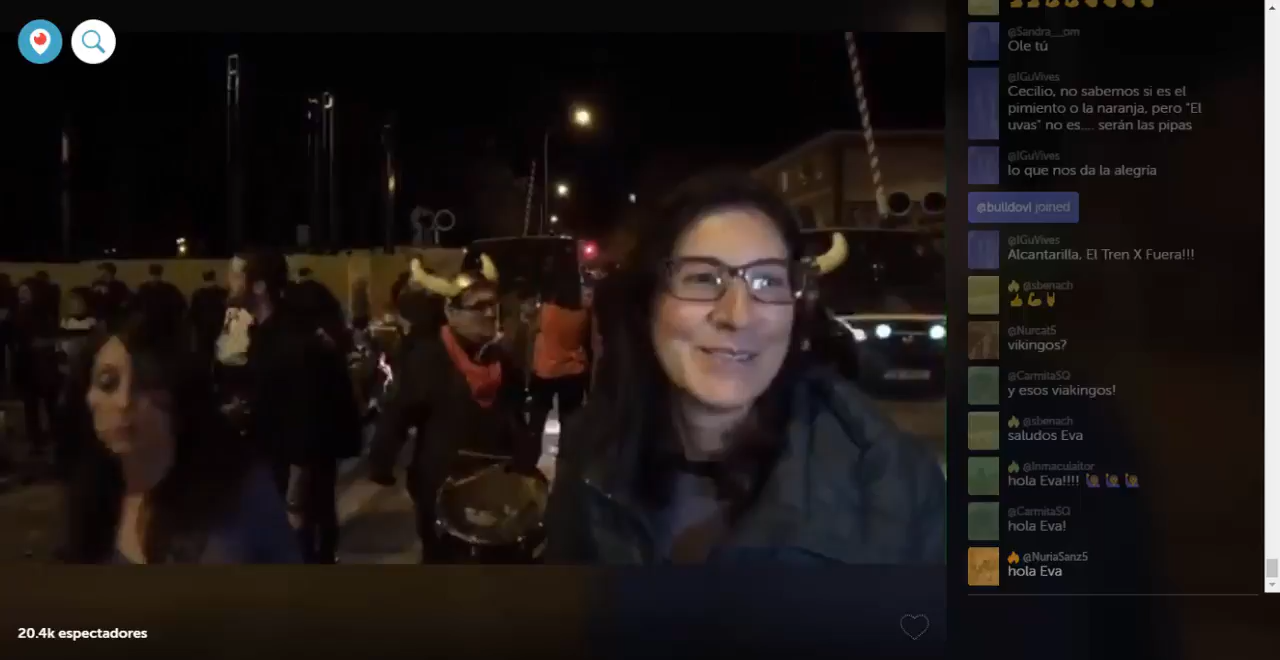 @Sandra__pm
Ole tú
@IGuVives
Cecilio, no sabemos si es el
pimiento o la naranja, pero "El
uvas" no es.... serán las pipas
@IGuVives
lo que nos da la alegría
@bulldovi joined
@IGuVives
Alcantarilla, El Tren X Fuera!!!
@sbenach
👍💪🤘
@Nurcat5
vikingos?
@CarmitaSQ
y esos viakingos!
@sbenach
saludos Eva
@Inmaculaitor
hola Eva!!!! 🙋🙋🙋
@CarmitaSQ
hola Eva!
@NuriaSanz5
hola Eva
20.4k espectadores